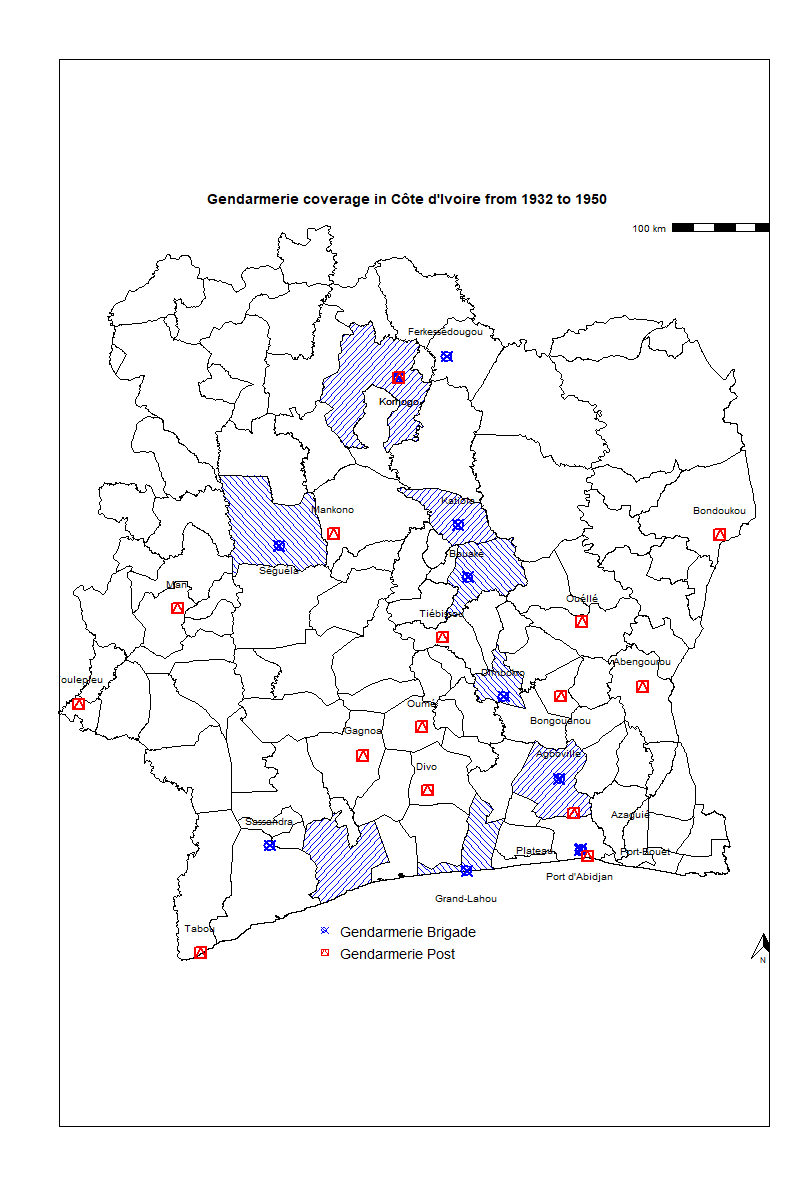 Gendarmerie coverage in Côte d'Ivoire from 1932 to 1950
100 km
Ferkessédougou
Korhogo
Katiola
Mankono
Bondoukou
Bouaké
Séguéla
Man
Ouéllé
Tiébissou
Abengourou
Dimbokro
oulepleu
Oumé
Bongouanou
Gagnoa
Agboville
Divo
Azaguié
Sassandra
Plateau
Port-Bouet
Port d'Abidjan
Grand-Lahou
Tabou
Gendarmerie Brigade
Gendarmerie Post
N